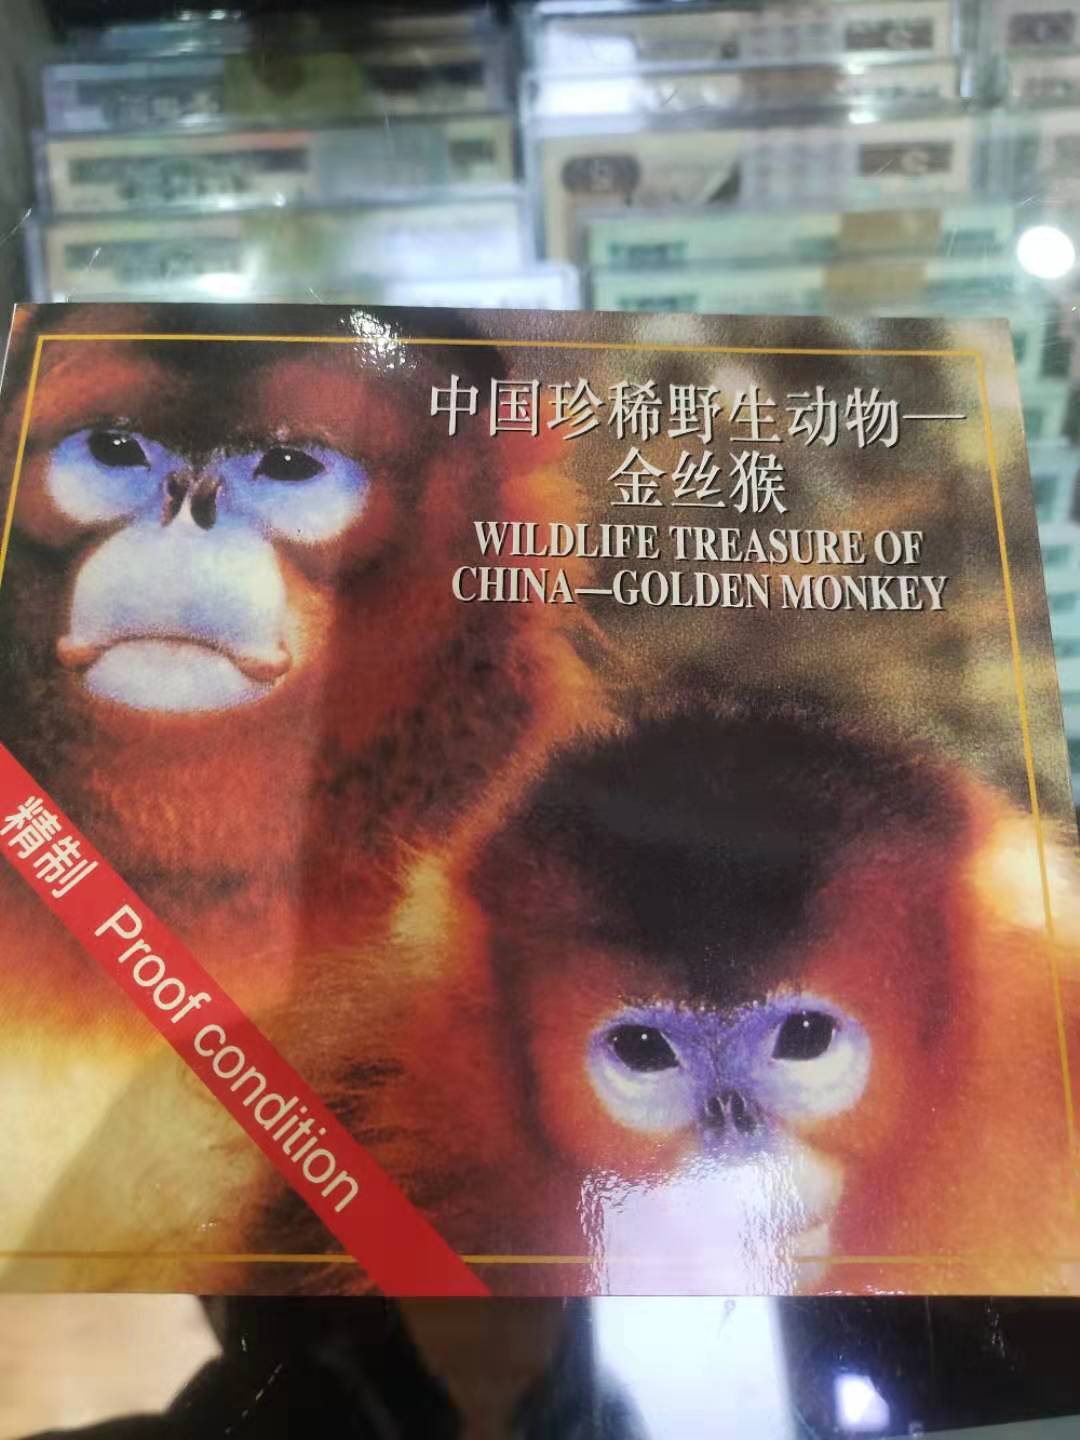 中国珍稀野生动物—
金丝猴
WILDLIFE TREASURE OF
CHINA—GOLDEN MONKEY
精制 Proof condition